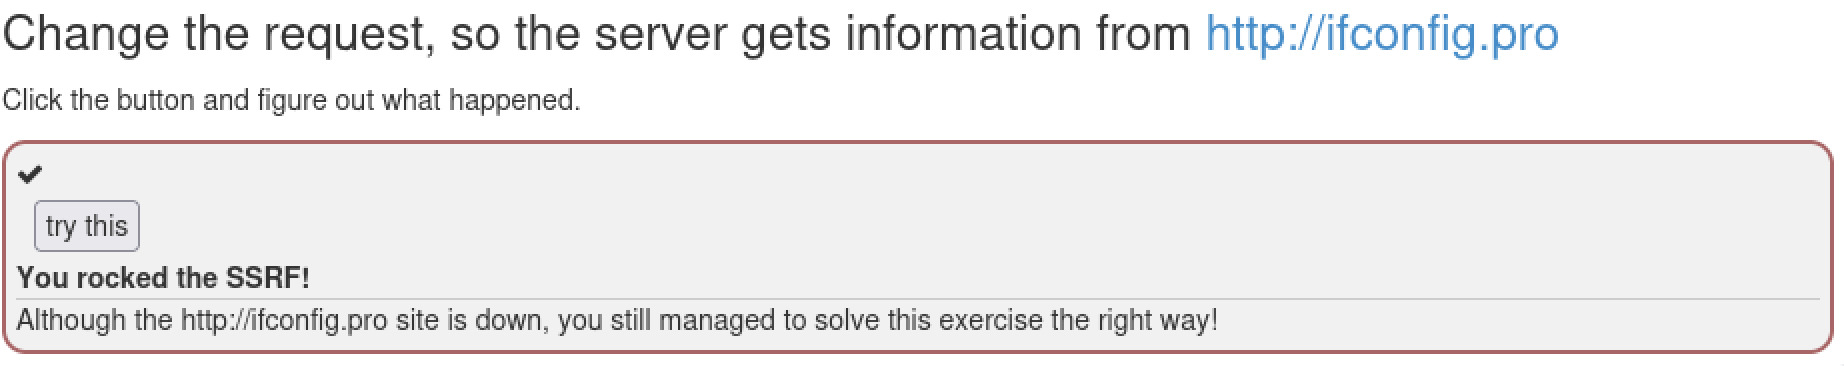 Change the request, so the server gets information from http://ifconfig.pro
Click the button and figure out what happened.
try this
You rocked the SSRF!
Although the http://ifconfig.pro site is down, you still managed to solve this exercise the right way!